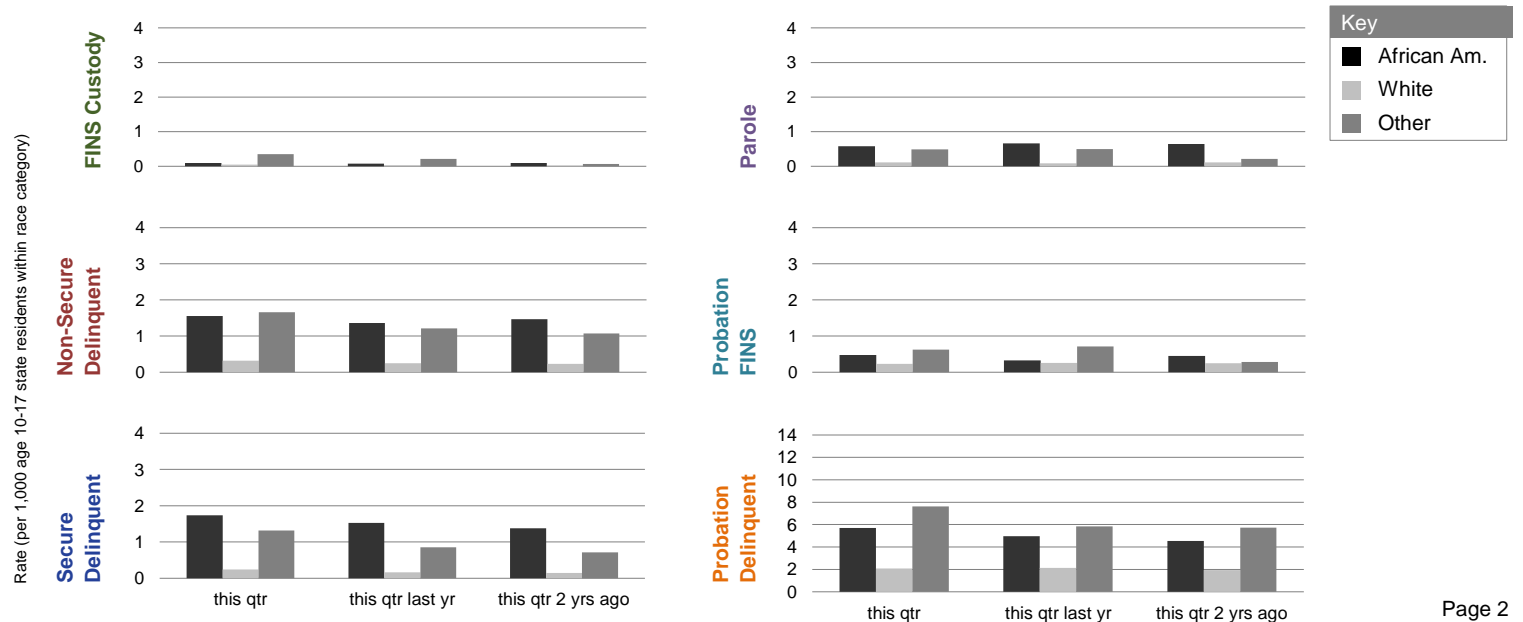 Rate (per 1,000 age 10-17 state residents within race category)
FINS Custody
4
3
2
1
0
Parole
4
3
2
1
0
Key
African Am.
White
Other
Non-Secure
Delinquent
4
3
2
1
0
Probation
FINS
4
3
2
1
0
Secure
Delinquent
4
3
2
1
0
this qtr
this qtr last yr
this qtr 2 yrs ago
Probation
Delinquent
14
12
10
8
6
4
2
0
this qtr
this qtr last yr
this qtr 2 yrs ago
Page 2